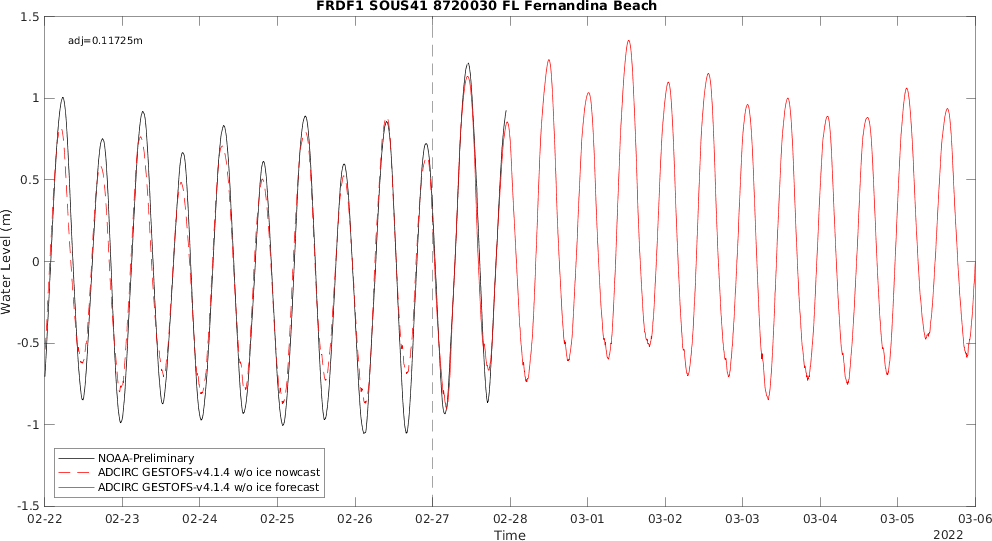 FRDF1 SOUS41 8720030 FL Fernandina Beach
adj=0.11725m
1.5
1
0.5
0
-0.5
-1
-1.5
Water Level (m)
NOAA-Preliminary
ADCIRC GESTOFS-v4.1.4 w/o ice nowcast
ADCIRC GESTOFS-v4.1.4 w/o ice forecast
02-22 02-23 02-24 02-25 02-26 02-27 02-28 03-01 03-02 03-03 03-04 03-05 03-06
Time
2022